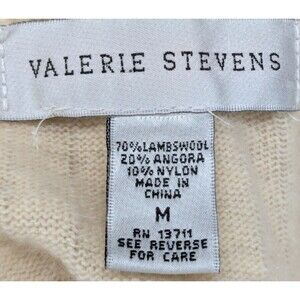 VALERIE STEVENS
70% LAMBSWOOL
20% ANGORA
10% NYLON
MADE IN
CHINA
M
RN 13711
SEE REVERSE
FOR CARE